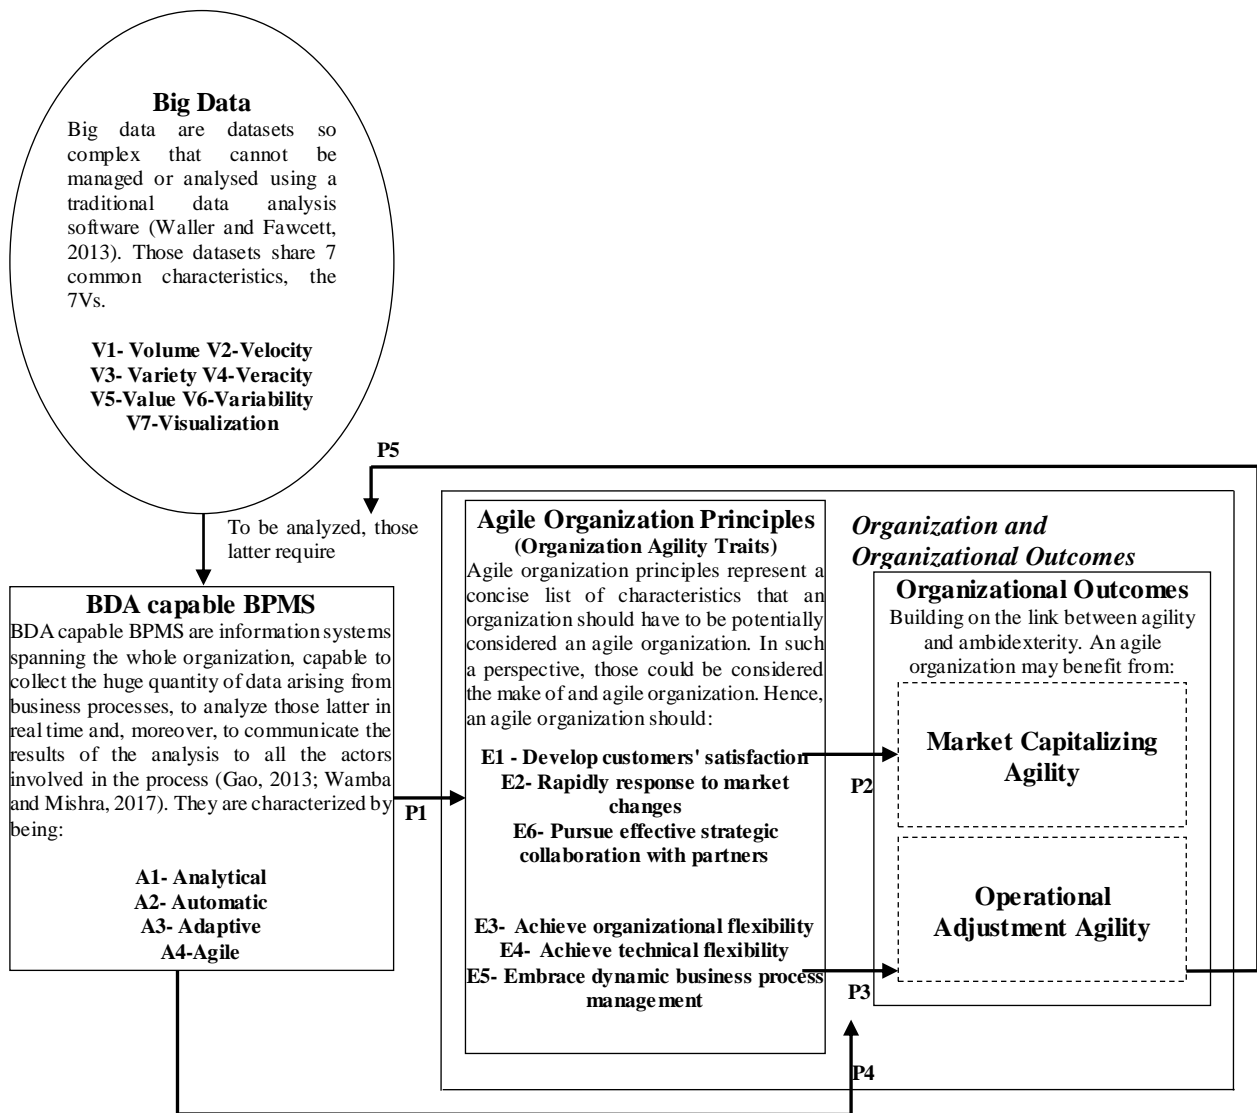 Big Data
Big data are datasets so
complex that cannot be
managed or analysed using a
traditional data analysis
software (Waller and Fawcett,
2013). Those datasets share 7
common characteristics, the
7Vs.
V1- Volume V2-Velocity
V3- Variety V4-Veracity
V5-Value V6-Variability
V7-Visualization
P5
To be analyzed, those
latter require
BDA capable BPMS
BDA capable BPMS are information systems
spanning the whole organization, capable to
collect the huge quantity of data arising from
business processes, to analyze those latter in
real time and, moreover, to communicate the
results of the analysis to all the actors
involved in the process (Gao, 2013; Wamba
and Mishra, 2017). They are characterized by
being:
A1- Analytical
A2- Automatic
A3- Adaptive
A4-Agile
P1
Agile Organization Principles
(Organization Agility Traits)
Agile organization principles represent a
concise list of characteristics that an
organization should have to be potentially
considered an agile organization. In such
a perspective, those could be considered
the make of and agile organization. Hence,
an agile organization should:
E1 - Develop customers' satisfaction
E2- Rapidly response to market
changes
E6- Pursue effective strategic
collaboration with partners
E3- Achieve organizational flexibility
E4- Achieve technical flexibility
E5- Embrace dynamic business process
management
P2
P3
P4
Organization and
Organizational Outcomes
Organizational Outcomes
Building on the link between agility
and ambidexterity. An agile
organization may benefit from:
Market Capitalizing
Agility
Operational
Adjustment Agility